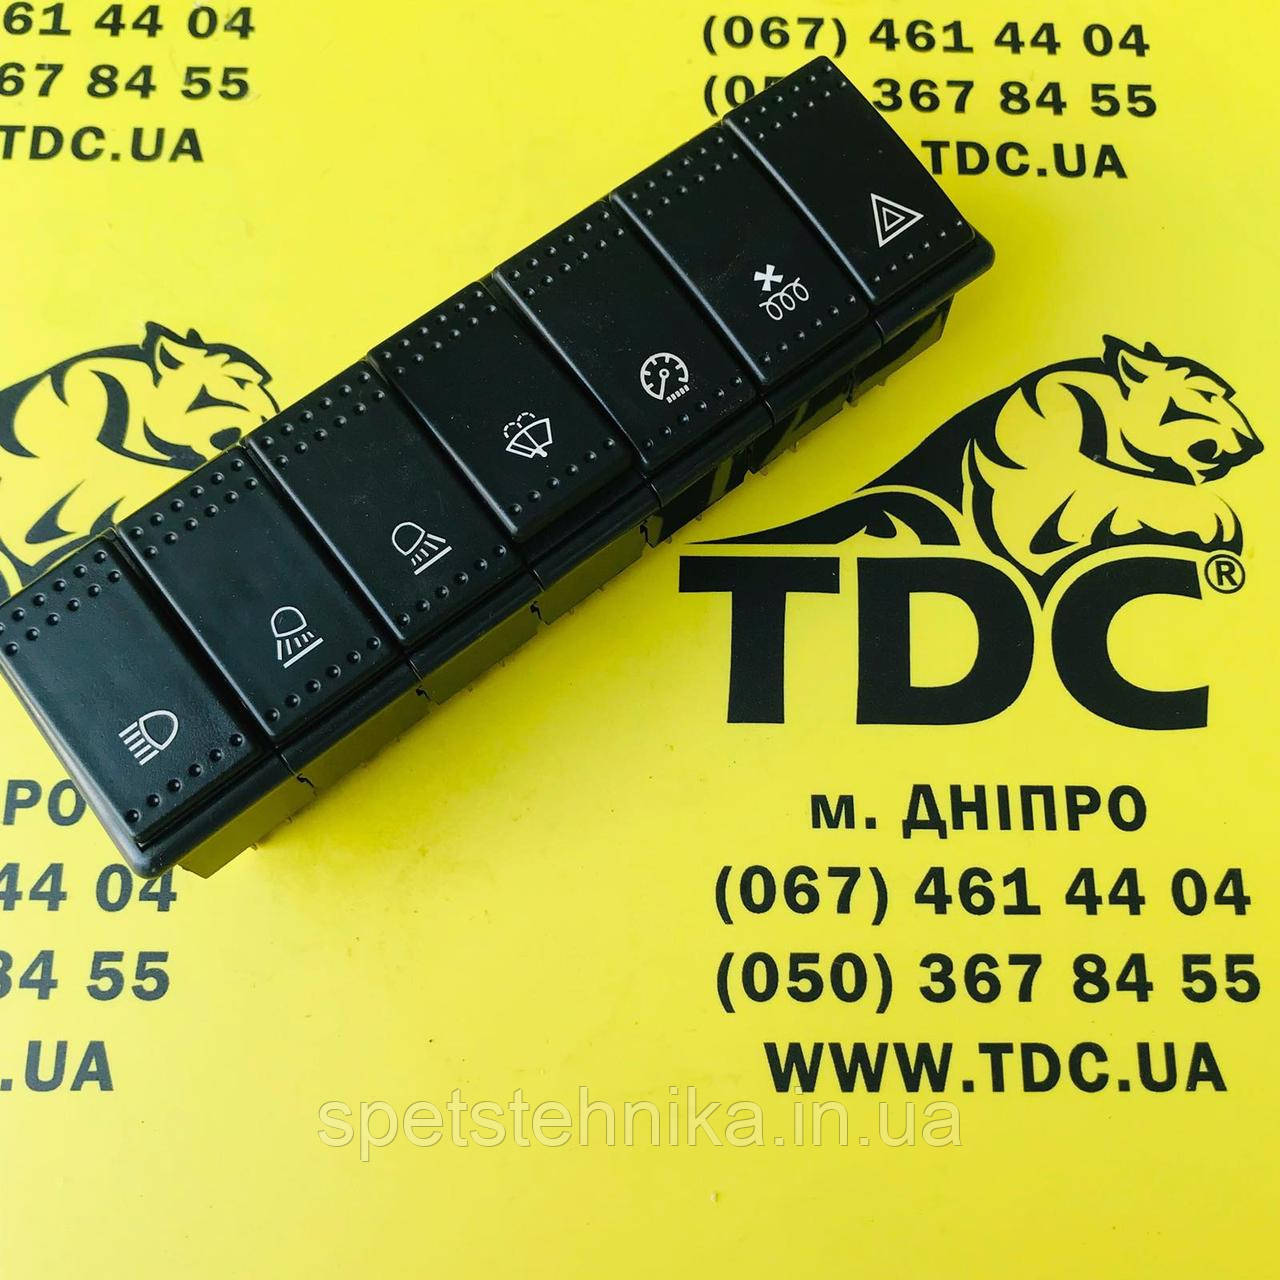 61 44 04
67 84 55
TDC.UA
(067) 461 44 04
367 84 55
TDC.UA
TDC®
м. ДНІПРО
(067) 461 44 04
(050) 367 84 55
WWW.TDC.UA
РО
44 04
84 55
.UA
spetstehnika.in.ua